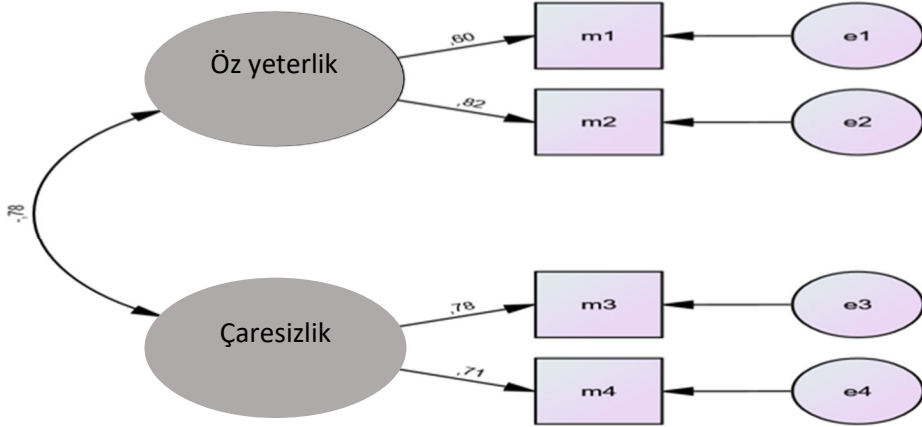 Öz yeterlik
,60
m1
e1
,82
m2
e2
-,78
Çaresizlik
,78
m3
e3
,71
m4
e4